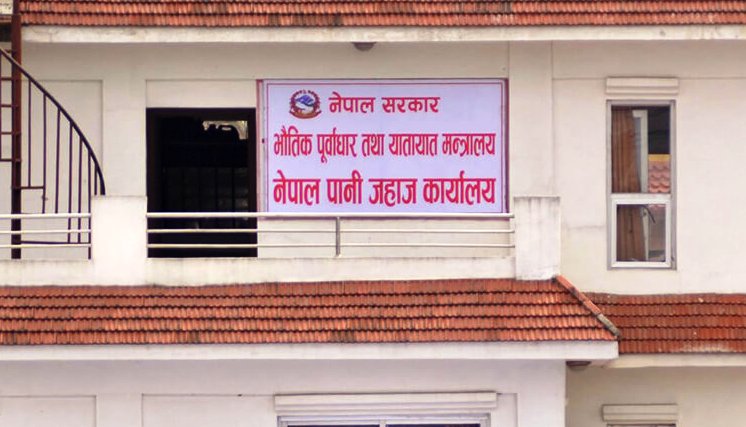 नेपाल सरकार
भौतिक पूर्वाधार तथा यातायात मन्त्रालय
नेपाल पानी जहाज कार्यालय